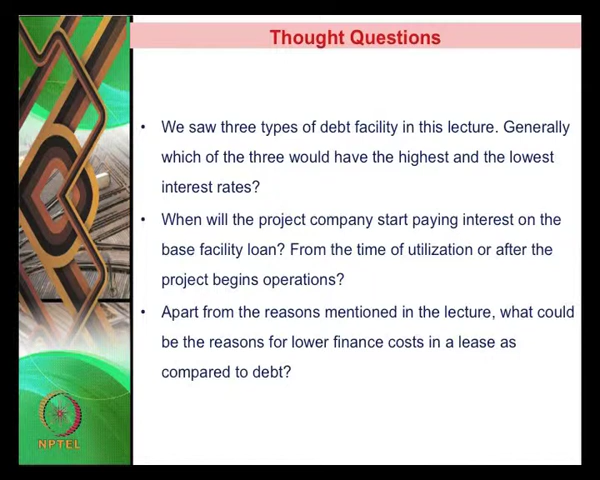 Thought Questions
• We saw three types of debt facility in this lecture. Generally
which of the three would have the highest and the lowest
interest rates?
• When will the project company start paying interest on the
base facility loan? From the time of utilization or after the
project begins operations?
• Apart from the reasons mentioned in the lecture, what could
be the reasons for lower finance costs in a lease as
compared to debt?
NPTEL